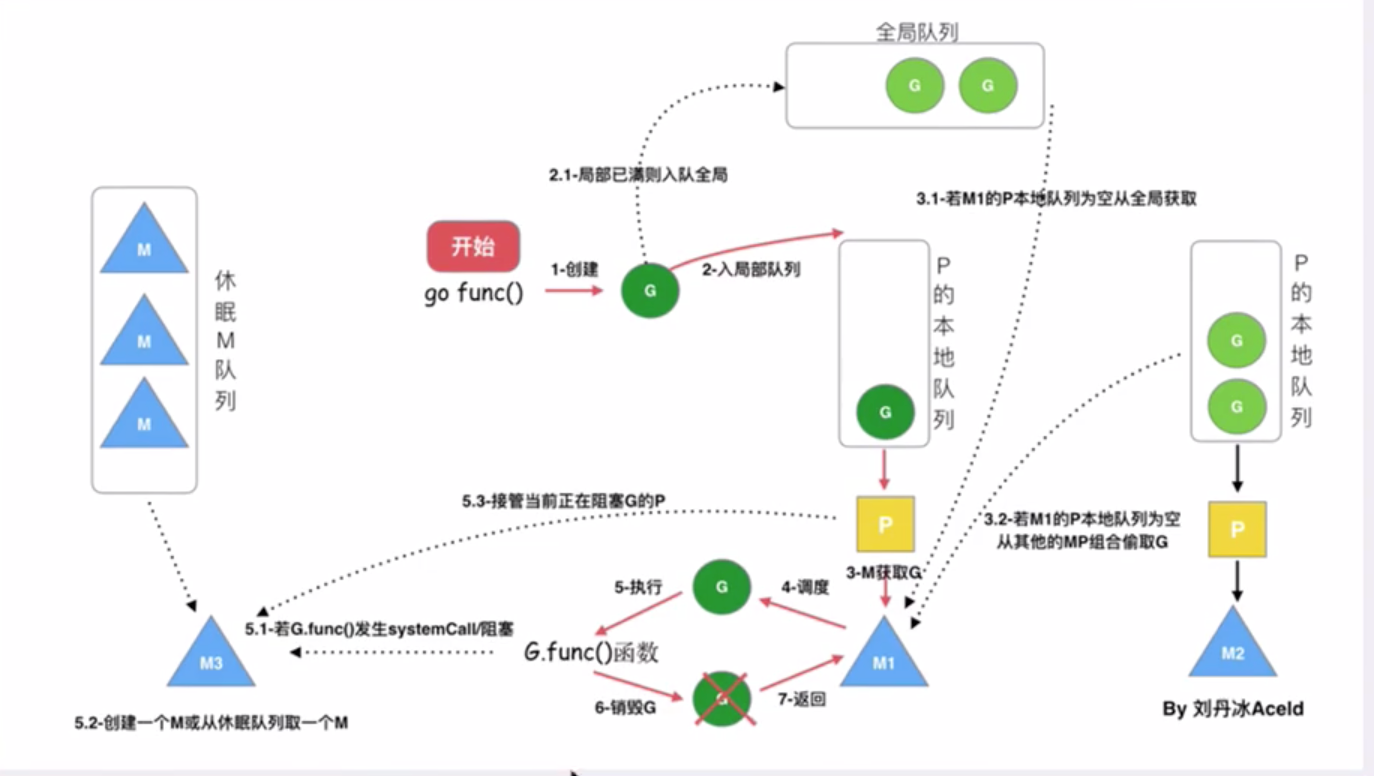 全局队列
G
G
2.1-局部已满则入队全局
3.1-若M1的P本地队列为空从全局获取
开始
go func()
1-创建
G
2-入局部队列
M
M
M
休眠M队列
G
P的本地队列
G
G
P的本地队列
5.3-接管当前正在阻塞G的P
P
3.2-若M1的P本地队列为空
从其他的MP组合偷取G
P
3-M获取G
5-执行
G
4-调度
5.1-若G.func()发生systemCall/阻塞
G.func()函数
M3
M1
M2
6-销毁G
G
7-返回
5.2-创建一个M或从休眠队列取一个M
By 刘丹冰Aceld